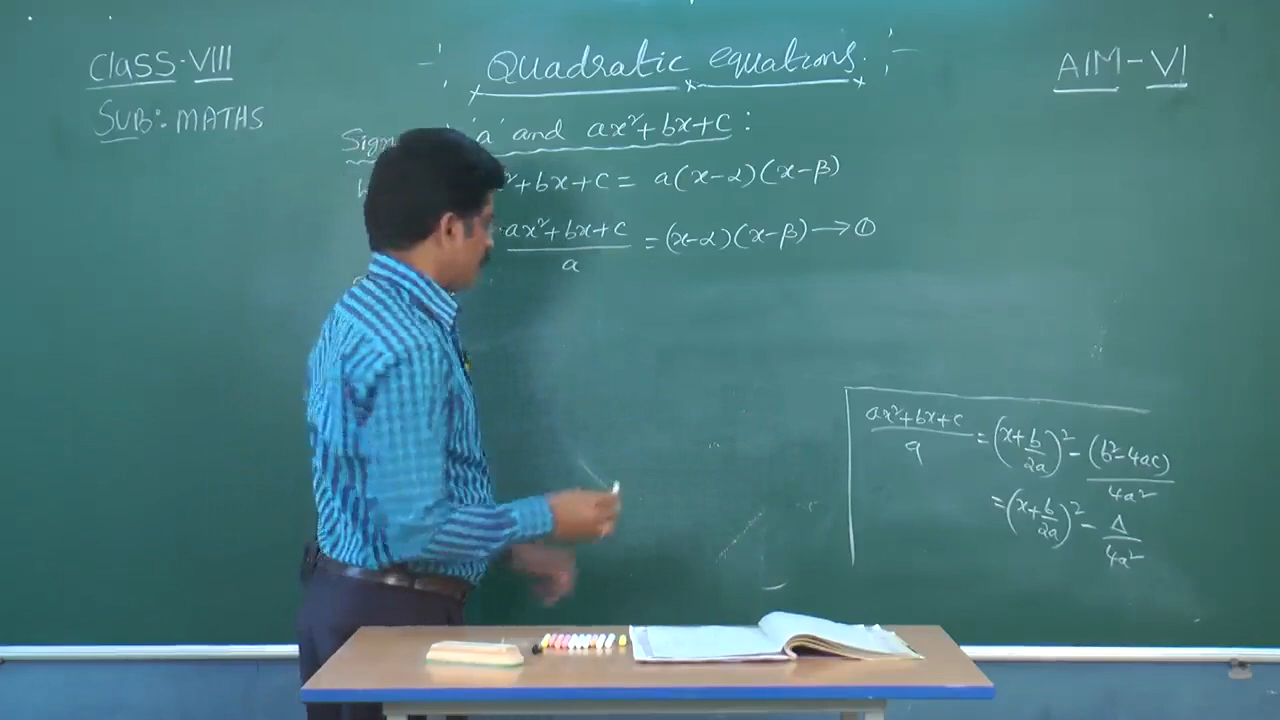 Class-VIII
Quadratic equations
AIM-VI
SUB: MATHS
'a' and ax²+bx+c:
²+bx+c = a(x-α)(x-β)
ax²+bx+c/a = (x-α)(x-β) → ①
ax²+bx+c/a = (x+b/2a)² - (b²-4ac)/4a²
= (x+b/2a)² - Δ/4a²